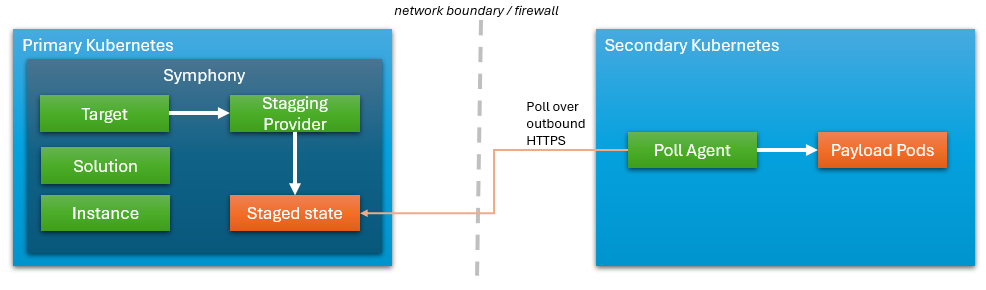 network boundary / firewall
Primary Kubernetes
Symphony
Target
Stagging
Provider
Solution
Instance
Staged state
Poll over
outbound
HTTPS
Secondary Kubernetes
Poll Agent
Payload Pods